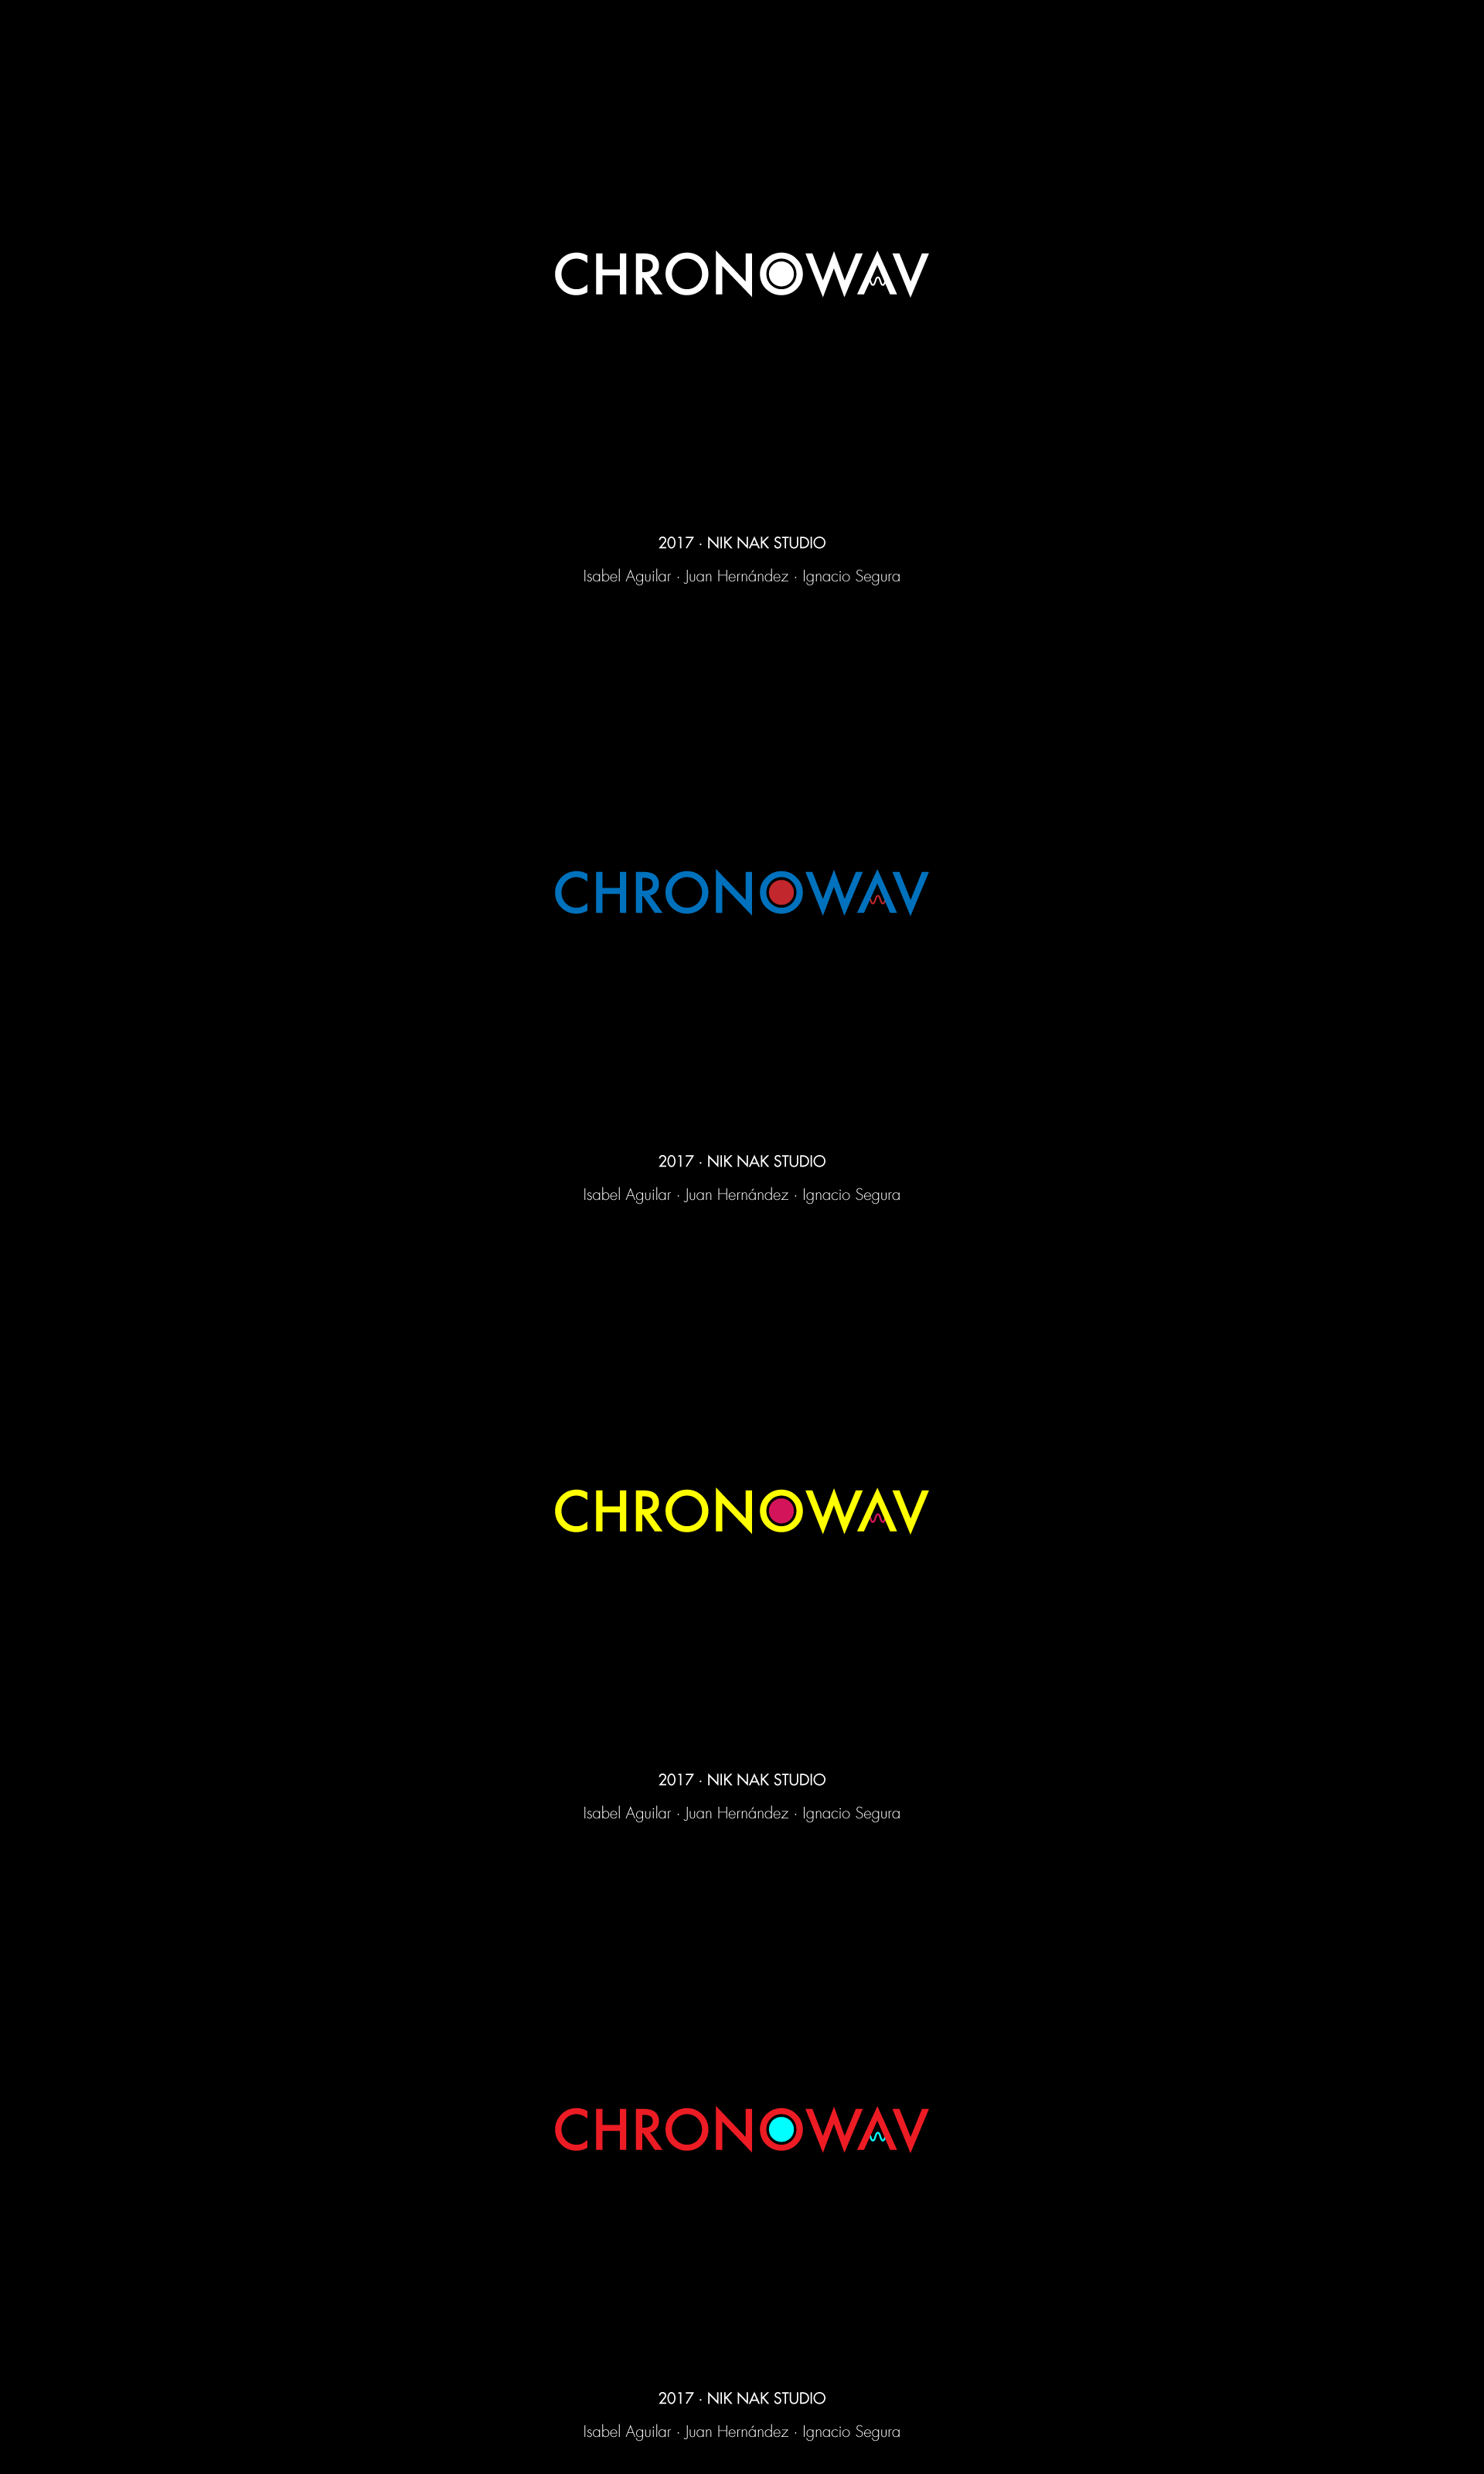 CHRONOWAV
2017 · NIK NAK STUDIO
Isabel Aguilar · Juan Hernández · Ignacio Segura
CHRONOWAV
2017 · NIK NAK STUDIO
Isabel Aguilar · Juan Hernández · Ignacio Segura
CHRONOWAV
2017 · NIK NAK STUDIO
Isabel Aguilar · Juan Hernández · Ignacio Segura
CHRONOWAV
2017 · NIK NAK STUDIO
Isabel Aguilar · Juan Hernández · Ignacio Segura